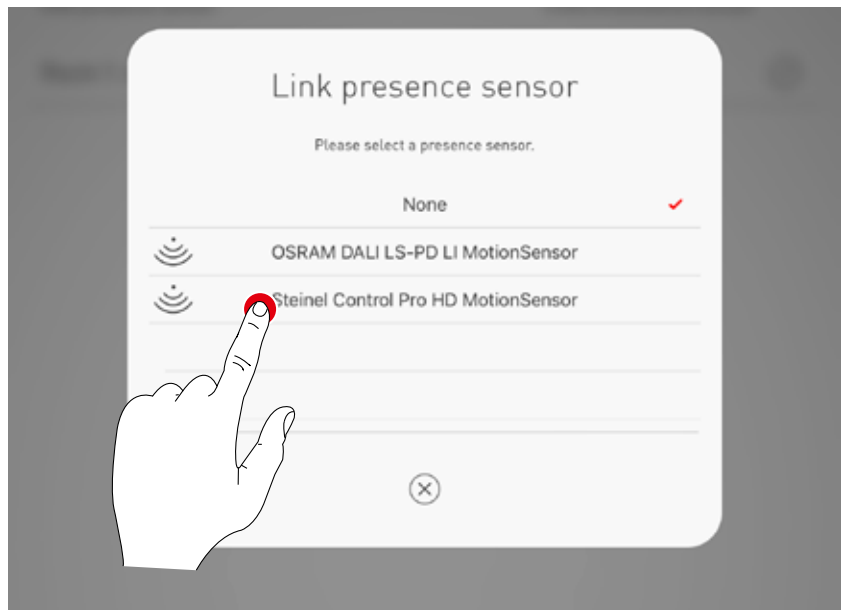 Link presence sensor
Please select a presence sensor.
None
OSRAM DALI LS-PD LI MotionSensor
Steinel Control Pro HD MotionSensor